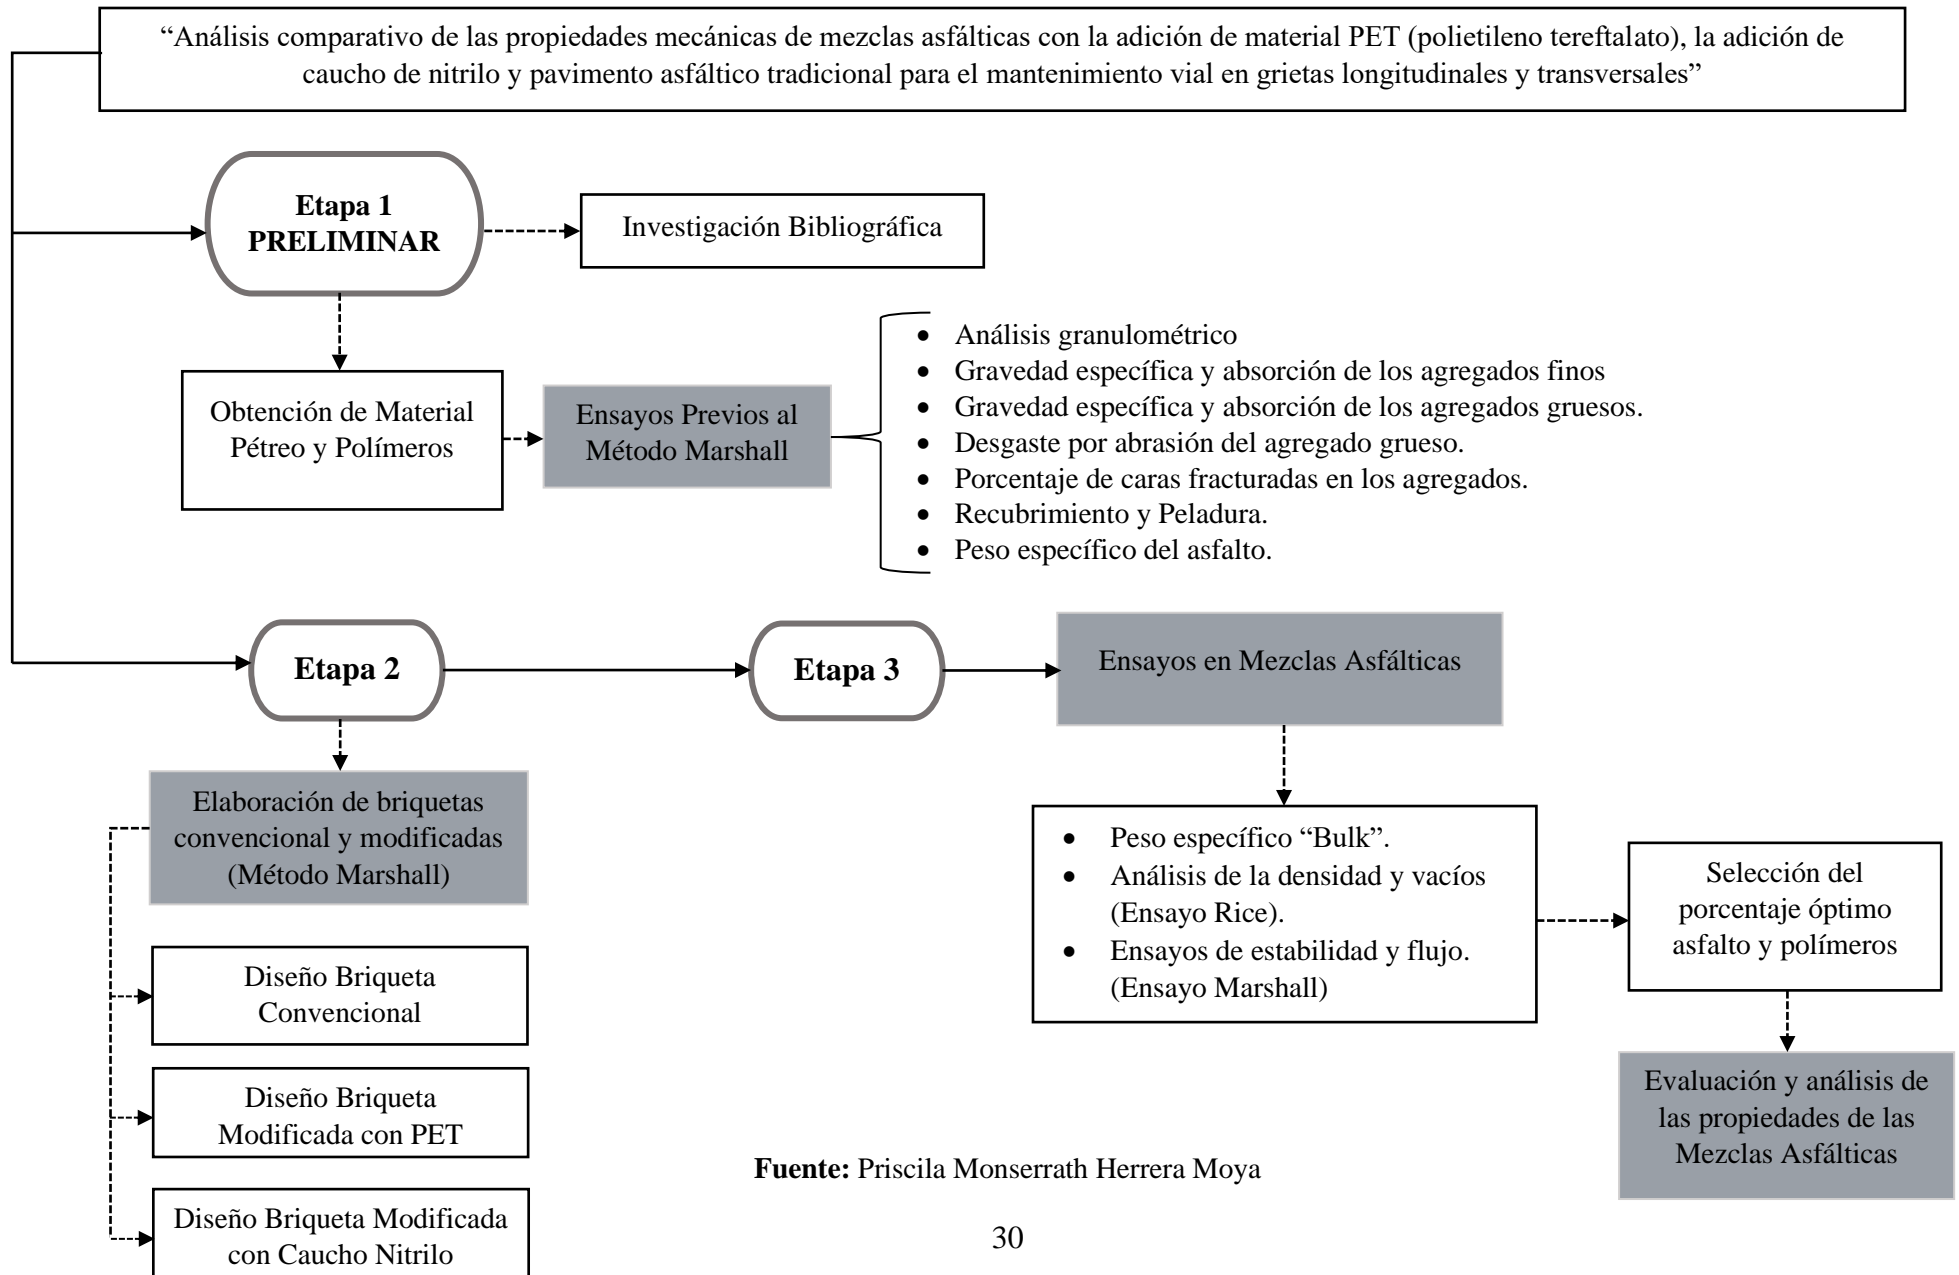 “Análisis comparativo de las propiedades mecánicas de mezclas asfálticas con la adición de material PET (polietileno tereftalato), la adición de
caucho de nitrilo y pavimento asfáltico tradicional para el mantenimiento vial en grietas longitudinales y transversales”
Etapa 1
PRELIMINAR
Investigación Bibliográfica
Obtención de Material
Pétreo y Polímeros
Ensayos Previos al
Método Marshall
• Análisis granulométrico
• Gravedad específica y absorción de los agregados finos
• Gravedad específica y absorción de los agregados gruesos.
• Desgaste por abrasión del agregado grueso.
• Porcentaje de caras fracturadas en los agregados.
• Recubrimiento y Peladura.
• Peso específico del asfalto.
Etapa 2
Etapa 3
Ensayos en Mezclas Asfálticas
Elaboración de briquetas
convencional y modificadas
(Método Marshall)
Diseño Briqueta
Convencional
Diseño Briqueta
Modificada con PET
Diseño Briqueta Modificada
con Caucho Nitrilo
• Peso específico “Bulk”.
• Análisis de la densidad y vacíos
(Ensayo Rice).
• Ensayos de estabilidad y flujo.
(Ensayo Marshall)
Selección del
porcentaje óptimo
asfalto y polímeros
Evaluación y análisis de
las propiedades de las
Mezclas Asfálticas
Fuente: Priscila Monserrath Herrera Moya
30